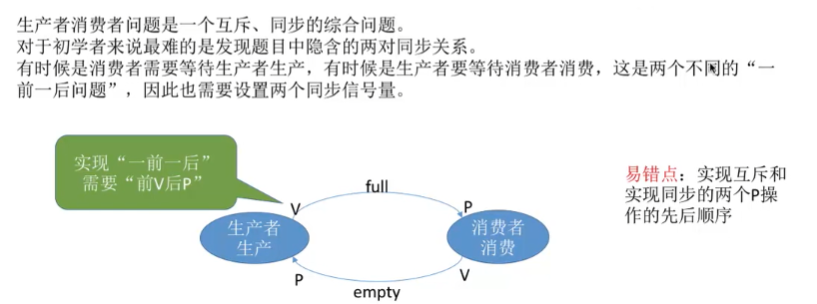 生产者消费者问题是一个互斥、同步的综合问题。
对于初学者来说最难的是发现题目中隐含的两对同步关系。
有时候是消费者需要等待生产者生产，有时候是生产者要等待消费者消费，这是两个不同的“一
前一后问题”，因此也需要设置两个同步信号量。
实现“一前一后”
需要“前V后P”
full
V
P
生产者
生产
消费者
消费
P
V
empty
易错点：实现互斥和
实现同步的两个P操
作的先后顺序